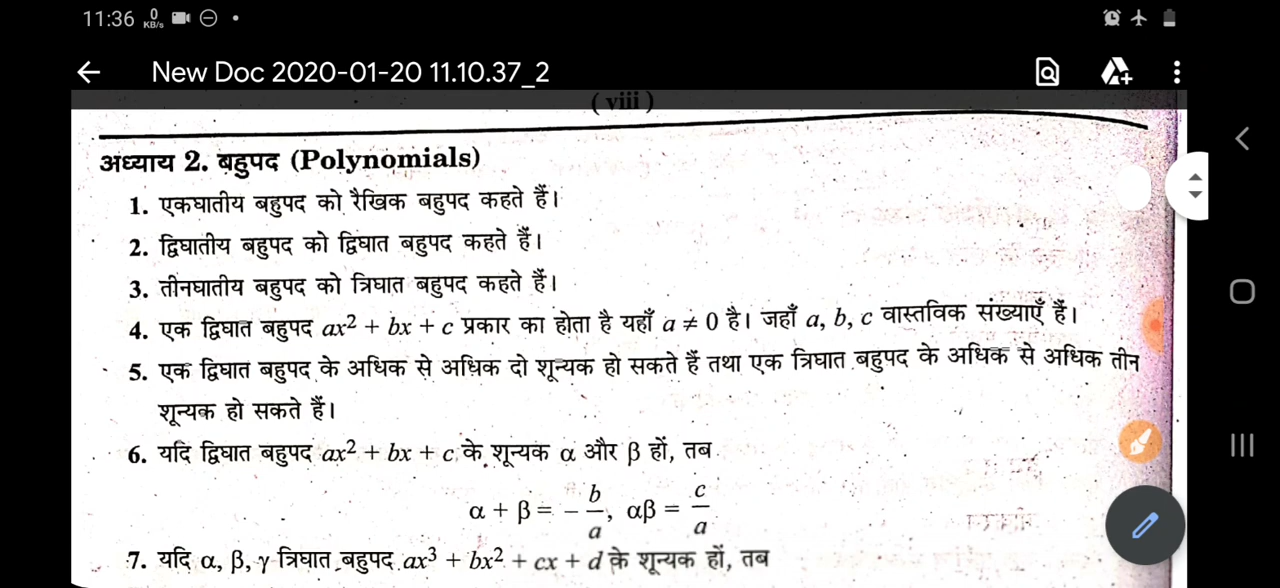 11:36 0 KB/s
New Doc 2020-01-20 11.10.37_2
( viii )
अध्याय 2. बहुपद (Polynomials)
1. एकघातीय बहुपद को रैखिक बहुपद कहते हैं।
2. द्विघातीय बहुपद को द्विघात बहुपद कहते हैं।
3. तीनघातीय बहुपद को त्रिघात बहुपद कहते हैं।
4. एक द्विघात बहुपद ax² + bx + c प्रकार का होता है यहाँ a ≠ 0 है। जहाँ a, b, c वास्तविक संख्याएँ हैं।
5. एक द्विघात बहुपद के अधिक से अधिक दो शून्यक हो सकते हैं तथा एक त्रिघात बहुपद के अधिक से अधिक तीन
शून्यक हो सकते हैं।
6. यदि द्विघात बहुपद ax² + bx + c के शून्यक α और β हों, तब
α + β = − b/a, αβ = c/a
7. यदि α, β, γ त्रिघात बहुपद ax³ + bx² + cx + d के शून्यक हों, तब